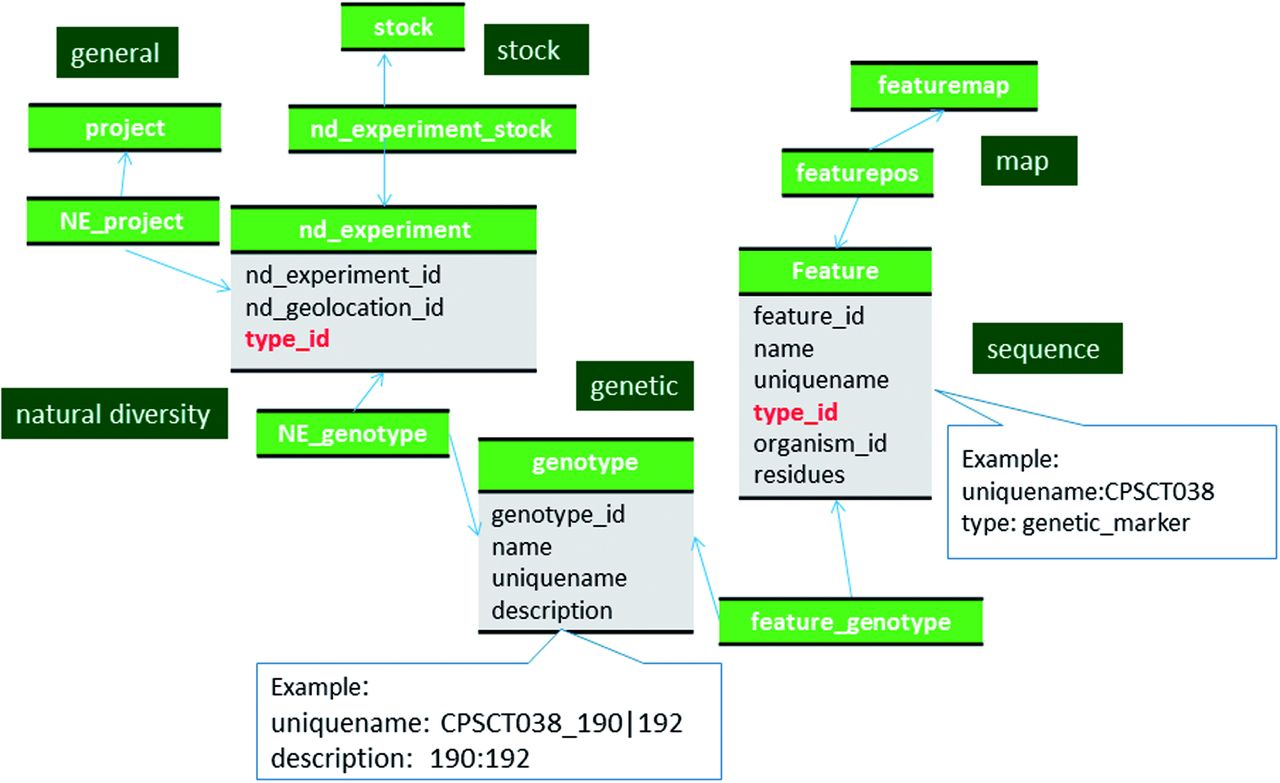 stock
general
stock
featuremap
project
nd_experiment_stock
map
featurepos
NE_project
nd_experiment
nd_experiment_id
nd_geolocation_id
type_id
Feature
feature_id
name
uniquename
type_id
organism_id
residues
sequence
genetic
natural diversity
NE_genotype
genotype
genotype_id
name
uniquename
description
Example:
uniquename:CPSCT038
type: genetic_marker
feature_genotype
Example:
uniquename: CPSCT038_190|192
description: 190:192